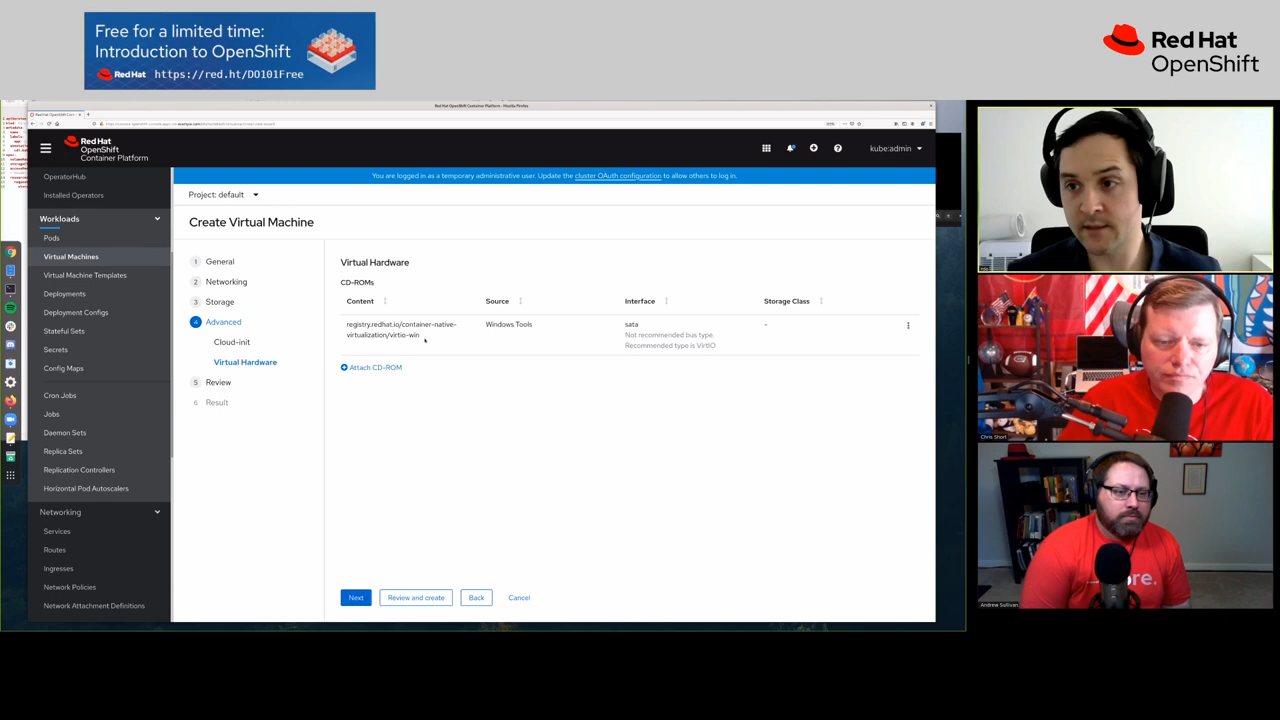 Free for a limited time:
Introduction to OpenShift
Red Hat https://red.ht/DO101Free
Red Hat
OpenShift
Red Hat OpenShift Container Platform - Mozilla Firefox
Red Hat
OpenShift
Container Platform
kube:admin
You are logged in as a temporary administrative user. Update the cluster OAuth configuration to allow others to log in.
OperatorHub
Installed Operators
Workloads
Pods
Virtual Machines
Virtual Machine Templates
Deployments
Deployment Configs
Stateful Sets
Secrets
Config Maps
Cron Jobs
Jobs
Daemon Sets
Replica Sets
Replication Controllers
Horizontal Pod Autoscalers
Networking
Services
Routes
Ingresses
Network Policies
Network Attachment Definitions
Project: default
Create Virtual Machine
1 General
2 Networking
3 Storage
4 Advanced
Cloud-init
Virtual Hardware
5 Review
6 Result
Virtual Hardware
CD-ROMs
Content Source Interface Storage Class
registry.redhat.io/container-native-
virtualization/virtio-win
Windows Tools
sata
Not recommended bus type.
Recommended type is VirtIO
-
Attach CD-ROM
Next Review and create Back Cancel
Chris Short
Andrew Sullivan